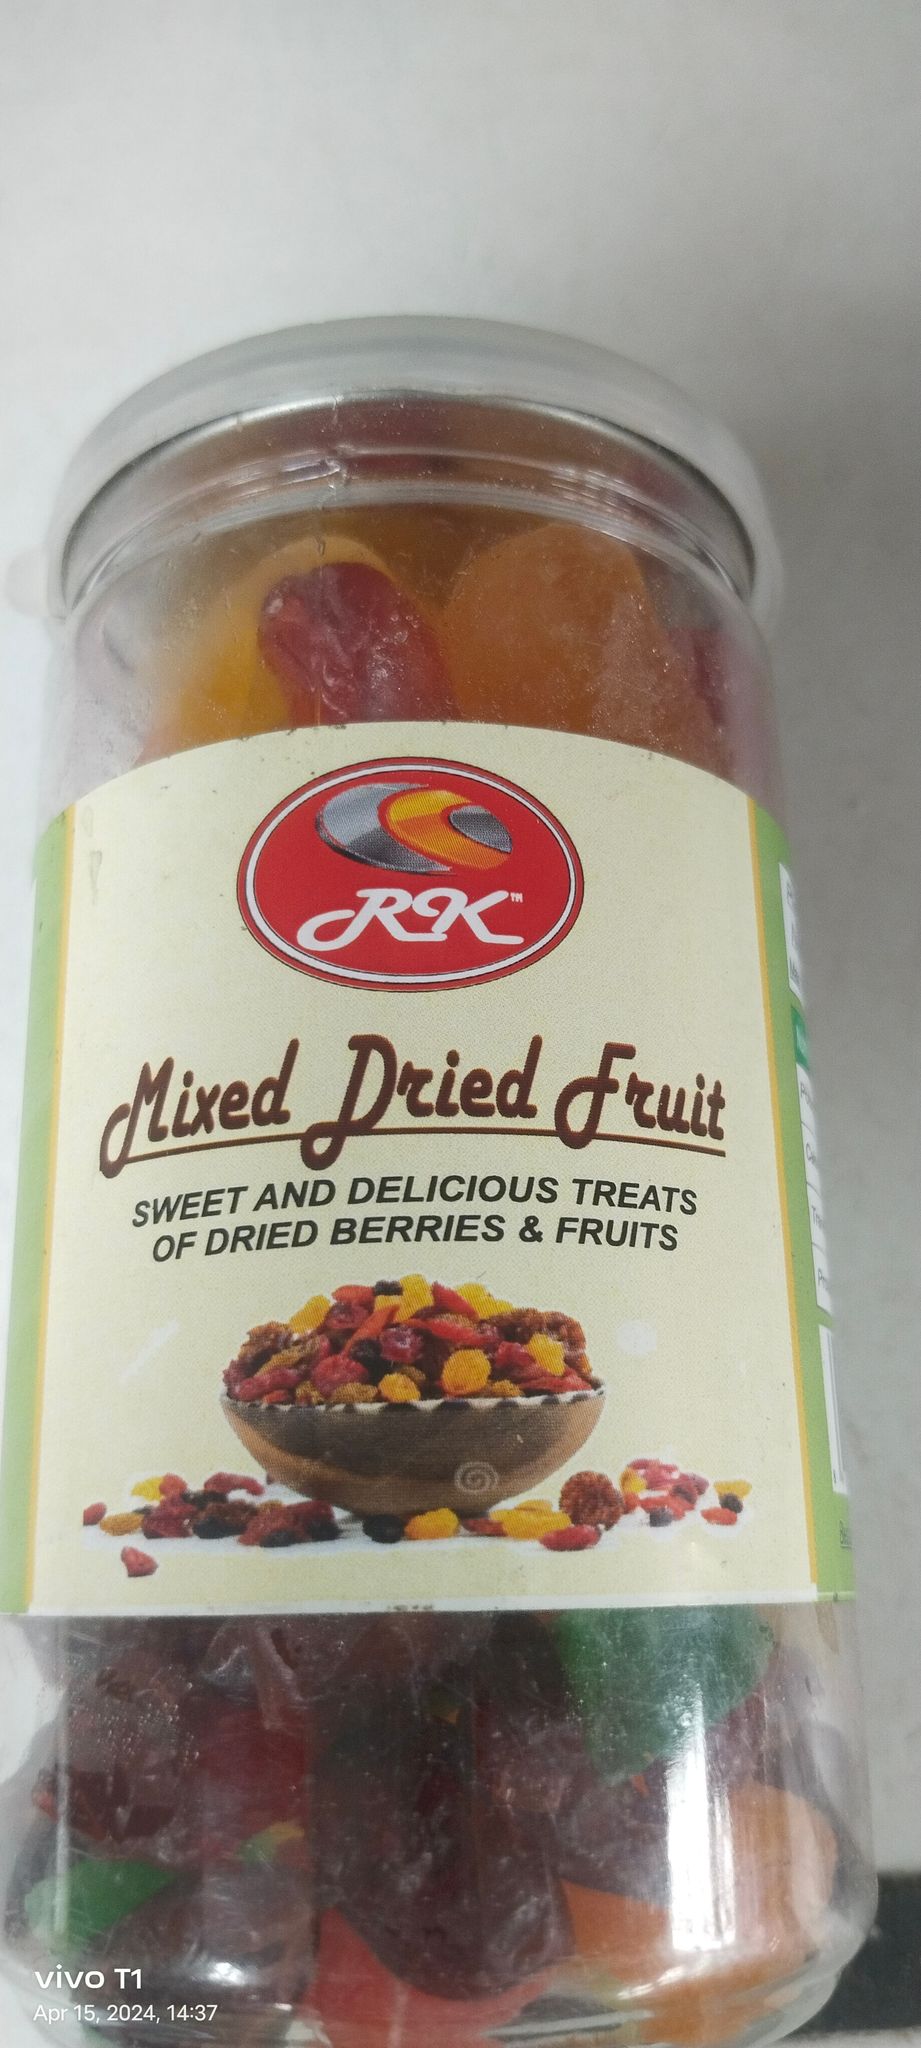 RK™
Mixed Dried Fruit
SWEET AND DELICIOUS TREATS
OF DRIED BERRIES & FRUITS
vivo T1
Apr 15, 2024, 14:37